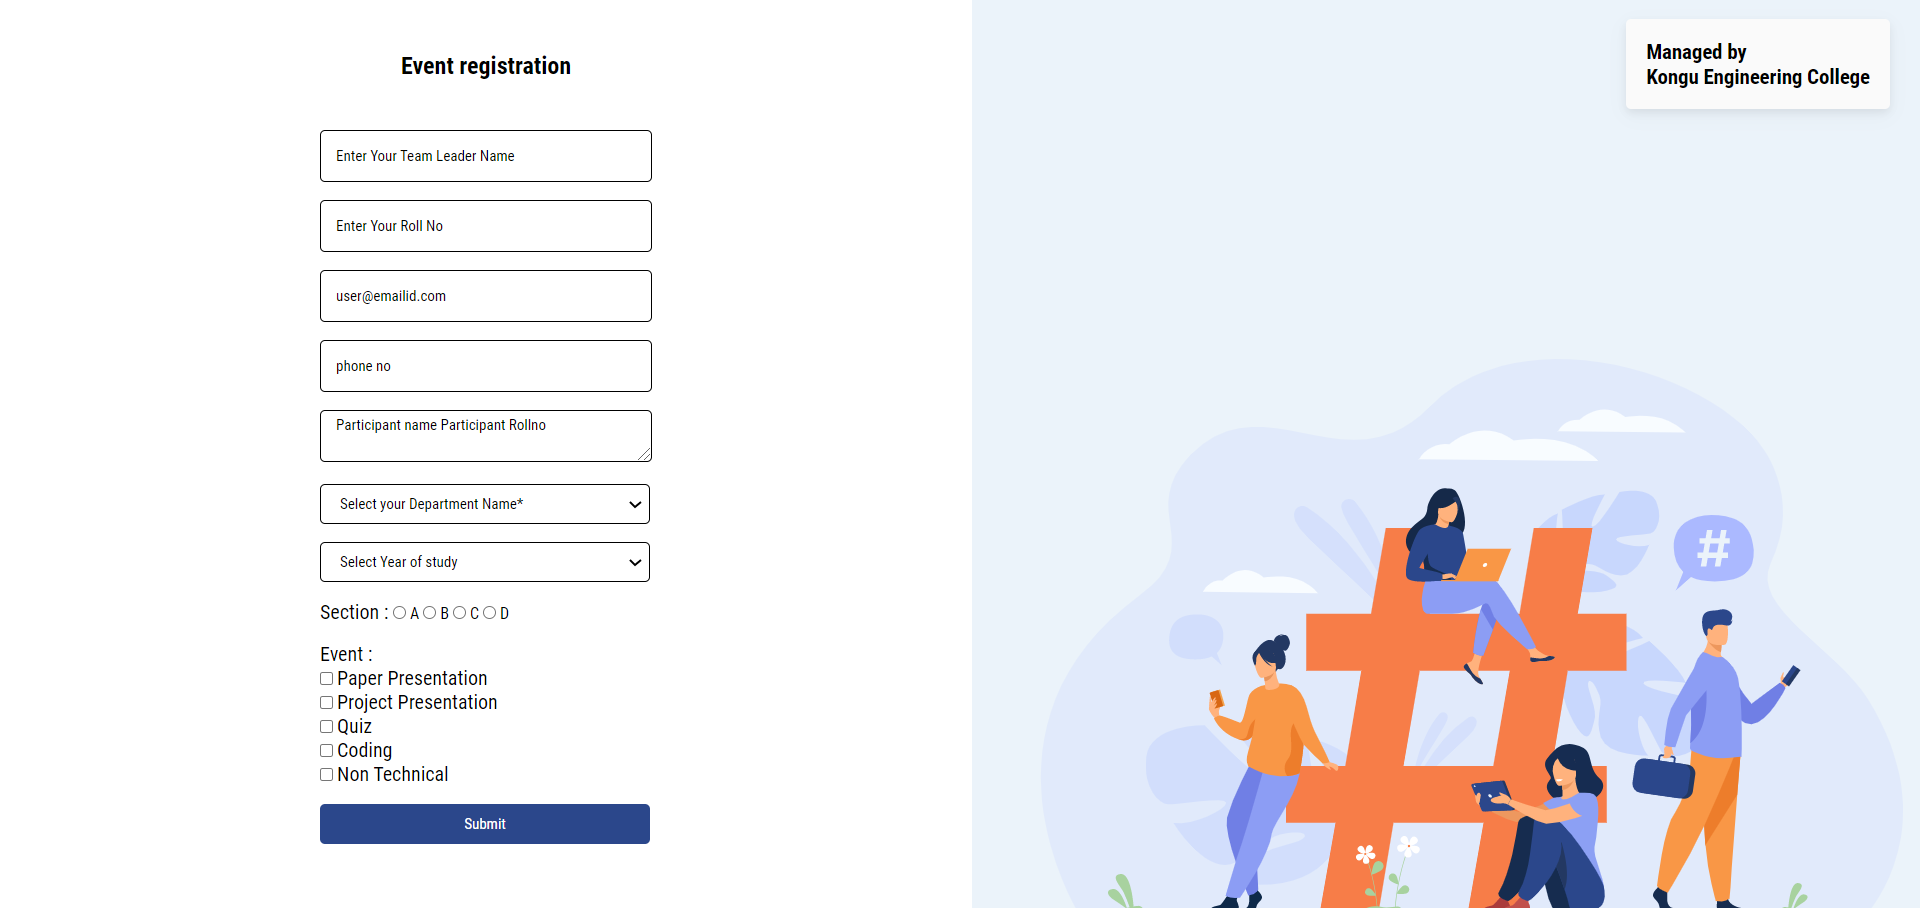 Event registration
Enter Your Team Leader Name
Enter Your Roll No
user@emailid.com
phone no
Participant name Participant Rollno
Select your Department Name*
Select Year of study
Section : A B C D
Event :
Paper Presentation
Project Presentation
Quiz
Coding
Non Technical
Submit
Managed by
Kongu Engineering College
#